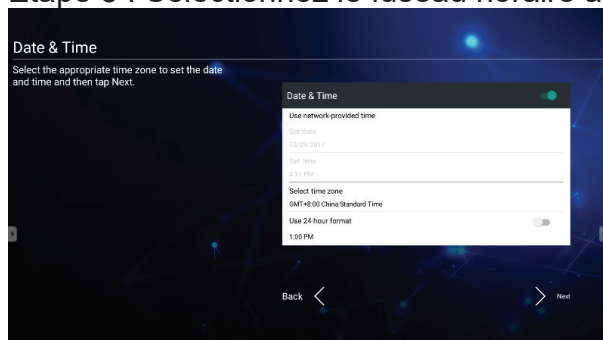 Date & Time
Select the appropriate time zone to set the date
and time and then tap Next.
Date & Time
Use network-provided time
Set date
12/29/2017
Set time
4:21 PM
Select time zone
GMT+8:00 China Standard Time
Use 24-hour format
1:00 PM
Back
Next